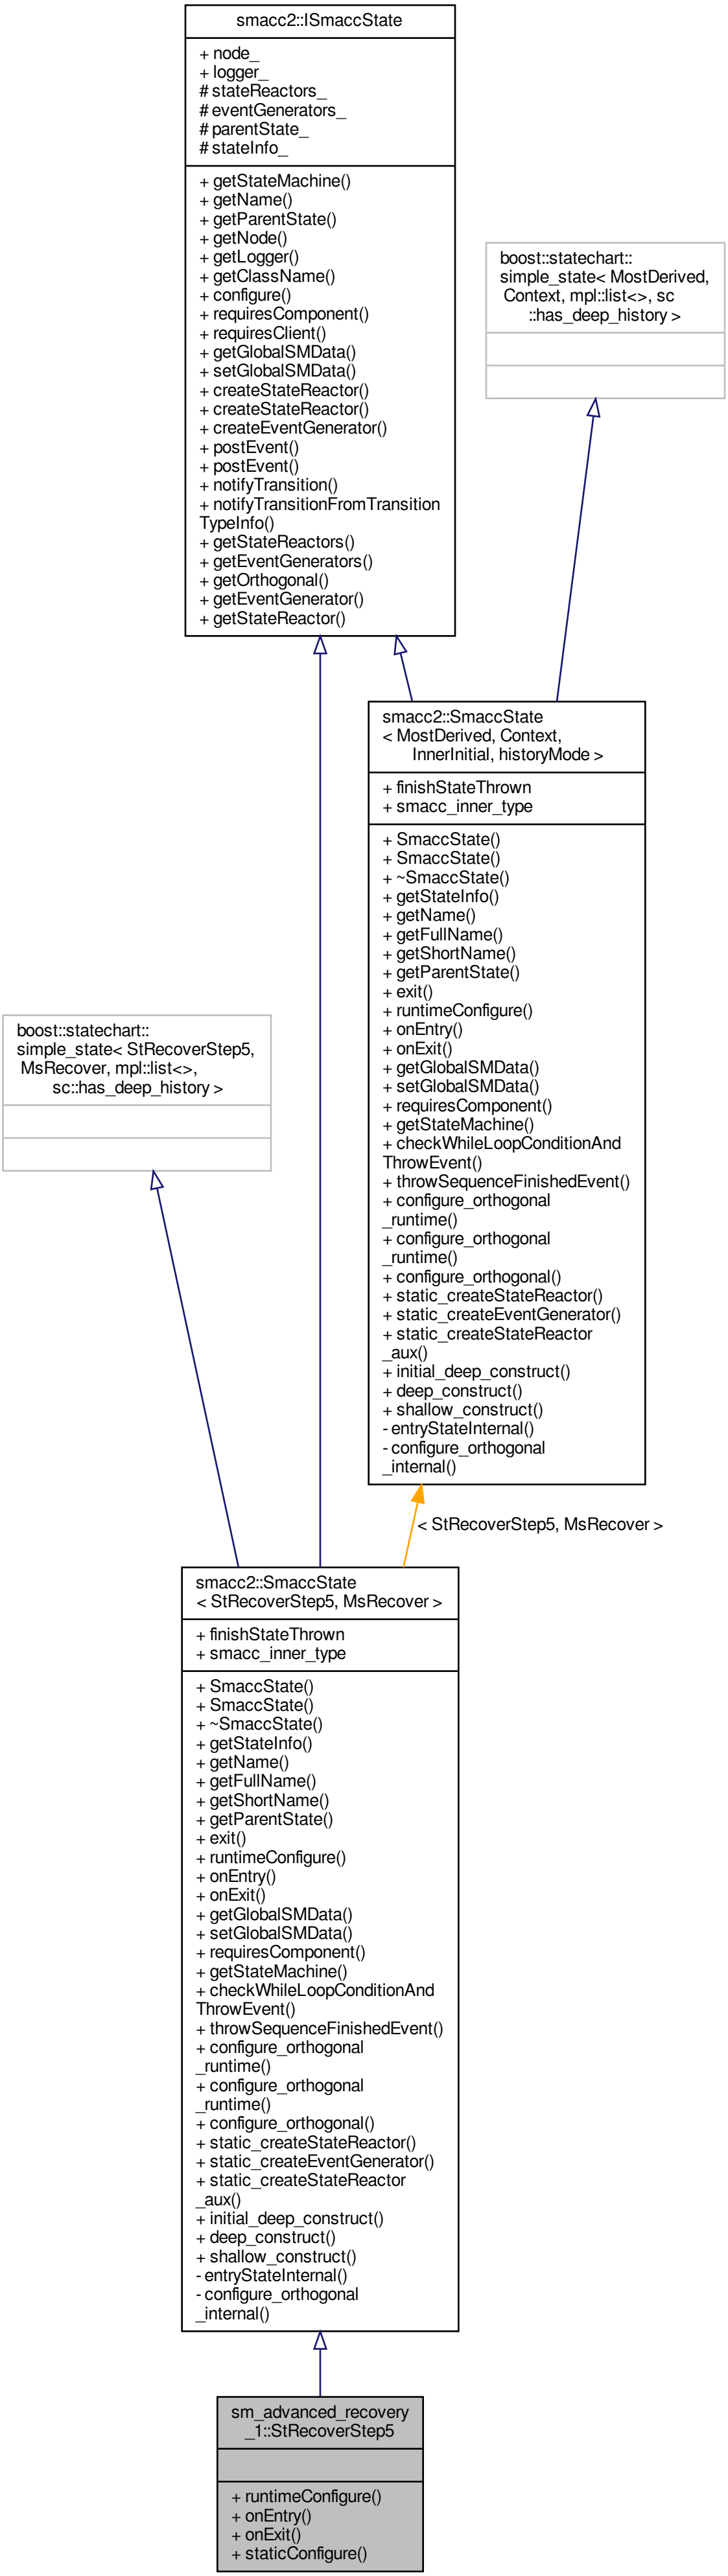 smacc2::ISmaccState
+ node_
+ logger_
# stateReactors_
# eventGenerators_
# parentState_
# stateInfo_
+ getStateMachine()
+ getName()
+ getParentState()
+ getNode()
+ getLogger()
+ getClassName()
+ configure()
+ requiresComponent()
+ requiresClient()
+ getGlobalSMData()
+ setGlobalSMData()
+ createStateReactor()
+ createStateReactor()
+ createEventGenerator()
+ postEvent()
+ postEvent()
+ notifyTransition()
+ notifyTransitionFromTransition
TypeInfo()
+ getStateReactors()
+ getEventGenerators()
+ getOrthogonal()
+ getEventGenerator()
+ getStateReactor()
boost::statechart::
simple_state< MostDerived,
Context, mpl::list<>, sc
::has_deep_history >
smacc2::SmaccState
< MostDerived, Context,
InnerInitial, historyMode >
+ finishStateThrown
+ smacc_inner_type
+ SmaccState()
+ SmaccState()
+ ~SmaccState()
+ getStateInfo()
+ getName()
+ getFullName()
+ getShortName()
+ getParentState()
+ exit()
+ runtimeConfigure()
+ onEntry()
+ onExit()
+ getGlobalSMData()
+ setGlobalSMData()
+ requiresComponent()
+ getStateMachine()
+ checkWhileLoopConditionAnd
ThrowEvent()
+ throwSequenceFinishedEvent()
+ configure_orthogonal
_runtime()
+ configure_orthogonal
_runtime()
+ configure_orthogonal()
+ static_createStateReactor()
+ static_createEventGenerator()
+ static_createStateReactor
_aux()
+ initial_deep_construct()
+ deep_construct()
+ shallow_construct()
- entryStateInternal()
- configure_orthogonal
_internal()
boost::statechart::
simple_state< StRecoverStep5,
MsRecover, mpl::list<>,
sc::has_deep_history >
< StRecoverStep5, MsRecover >
smacc2::SmaccState
< StRecoverStep5, MsRecover >
+ finishStateThrown
+ smacc_inner_type
+ SmaccState()
+ SmaccState()
+ ~SmaccState()
+ getStateInfo()
+ getName()
+ getFullName()
+ getShortName()
+ getParentState()
+ exit()
+ runtimeConfigure()
+ onEntry()
+ onExit()
+ getGlobalSMData()
+ setGlobalSMData()
+ requiresComponent()
+ getStateMachine()
+ checkWhileLoopConditionAnd
ThrowEvent()
+ throwSequenceFinishedEvent()
+ configure_orthogonal
_runtime()
+ configure_orthogonal
_runtime()
+ configure_orthogonal()
+ static_createStateReactor()
+ static_createEventGenerator()
+ static_createStateReactor
_aux()
+ initial_deep_construct()
+ deep_construct()
+ shallow_construct()
- entryStateInternal()
- configure_orthogonal
_internal()
sm_advanced_recovery
_1::StRecoverStep5
+ runtimeConfigure()
+ onEntry()
+ onExit()
+ staticConfigure()